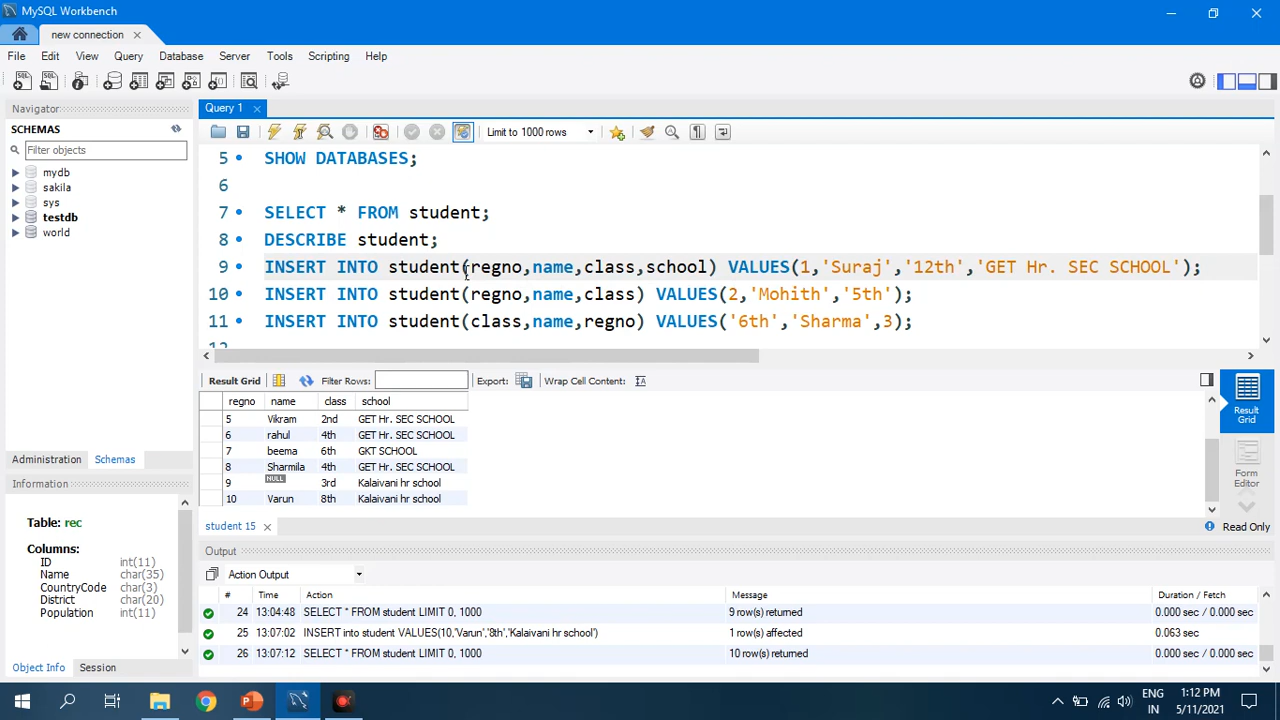 MySQL Workbench
new connection
File Edit View Query Database Server Tools Scripting Help
Navigator
SCHEMAS
Filter objects
mydb
sakila
sys
testdb
world
Administration Schemas
Information
Table: rec
Columns:
ID int(11)
Name char(35)
CountryCode char(3)
District char(20)
Population int(11)
Object Info Session
Query 1
Limit to 1000 rows
5 SHOW DATABASES;
6
7 SELECT * FROM student;
8 DESCRIBE student;
9 INSERT INTO student(regno,name,class,school) VALUES(1,'Suraj','12th','GET Hr. SEC SCHOOL');
10 INSERT INTO student(regno,name,class) VALUES(2,'Mohith','5th');
11 INSERT INTO student(class,name,regno) VALUES('6th','Sharma',3);
12
Result Grid Filter Rows: Export: Wrap Cell Content:
regno name class school
5 Vikram 2nd GET Hr. SEC SCHOOL
6 rahul 4th GET Hr. SEC SCHOOL
7 beema 6th GKT SCHOOL
8 Sharmila 4th GET Hr. SEC SCHOOL
9 NULL 3rd Kalaivani hr school
10 Varun 8th Kalaivani hr school
Result
Grid
Form
Editor
student 15
Read Only
Output
Action Output
# Time Action Message Duration / Fetch
24 13:04:48 SELECT * FROM student LIMIT 0, 1000 9 row(s) returned 0.000 sec / 0.000 sec
25 13:07:02 INSERT into student VALUES(10,'Varun','8th','Kalaivani hr school') 1 row(s) affected 0.063 sec
26 13:07:12 SELECT * FROM student LIMIT 0, 1000 10 row(s) returned 0.000 sec / 0.000 sec
ENG
IN
1:12 PM
5/11/2021